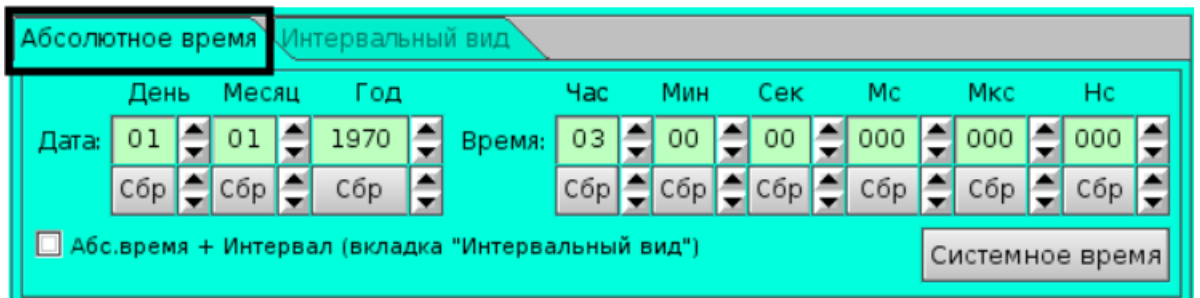 Абсолютное время Интервальный вид
День Месяц Год Час Мин Сек Мс Мкс Нс
Дата: 01 01 1970 Время: 03 00 00 000 000 000
Сбр Сбр Сбр Сбр Сбр Сбр Сбр Сбр Сбр
Абс.время + Интервал (вкладка "Интервальный вид")
Системное время